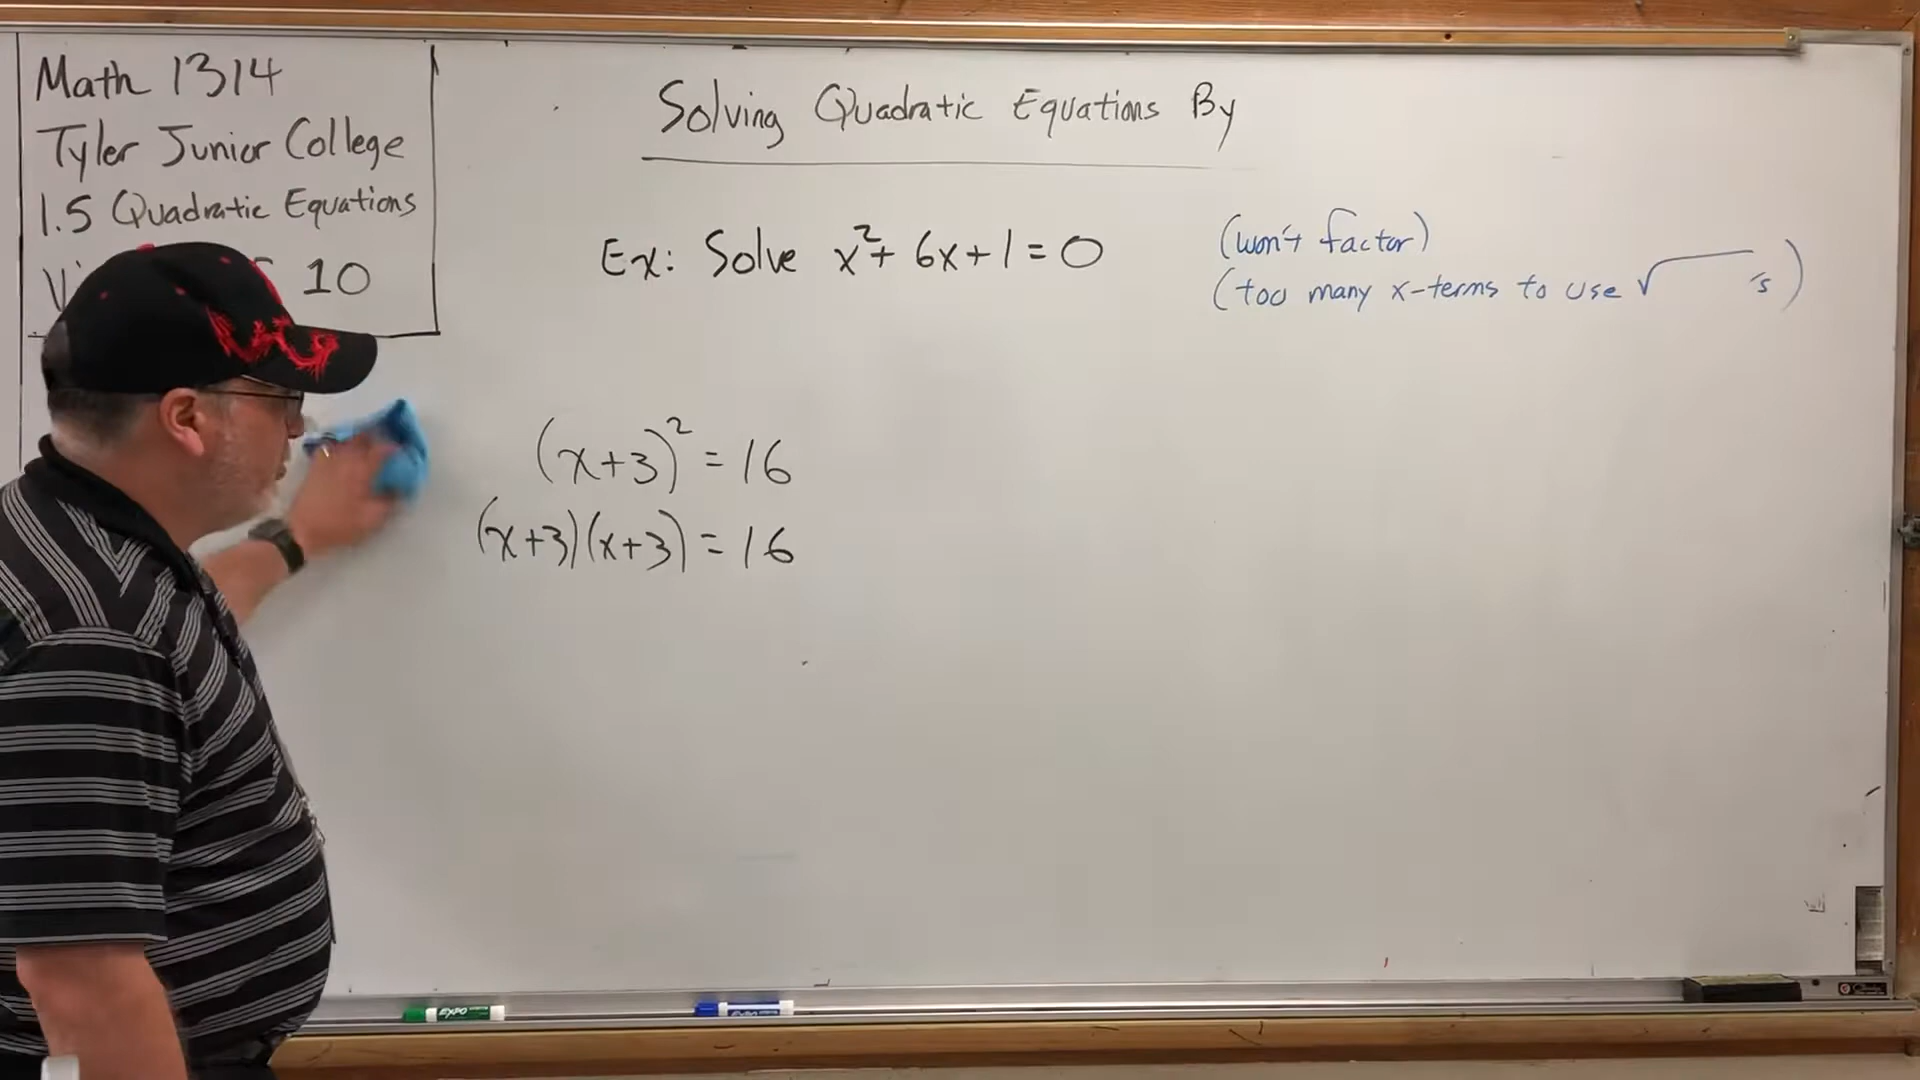 Math 1314
Tyler Junior College
1.5 Quadratic Equations
10
Solving Quadratic Equations By
Ex: Solve x² + 6x + 1 = 0
(won't factor)
(too many x-terms to use √ 's)
(x+3)² = 16
(x+3)(x+3) = 16
EXPO